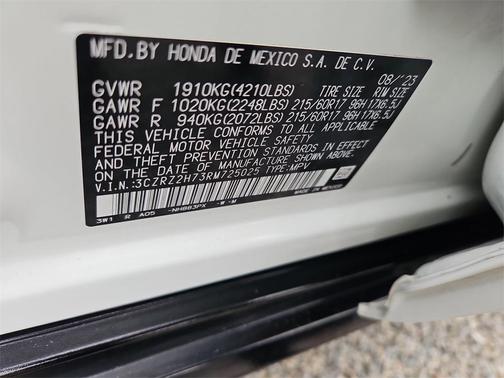 MFD.BY HONDA DE MEXICO S.A. DE C.V.
08/'23
GVWR 1910KG(4210LBS) TIRE SIZE RIM SIZE
GAWR F 1020KG(2248LBS) 215/60R17 96H 17X6.5J
GAWR R 940KG(2072LBS) 215/60R17 96H 17X6.5J
THIS VEHICLE CONFORMS TO ALL APPLICABLE
FEDERAL MOTOR VEHICLE SAFETY STANDARDS IN EFFECT
ON THE DATE OF MANUFACTURE SHOWN ABOVE.
V.I.N.:3CZRZ2H73RM725025 TYPE:MPV
3W1 R A05 -NH883PX -W-M
MADE IN MEXICO